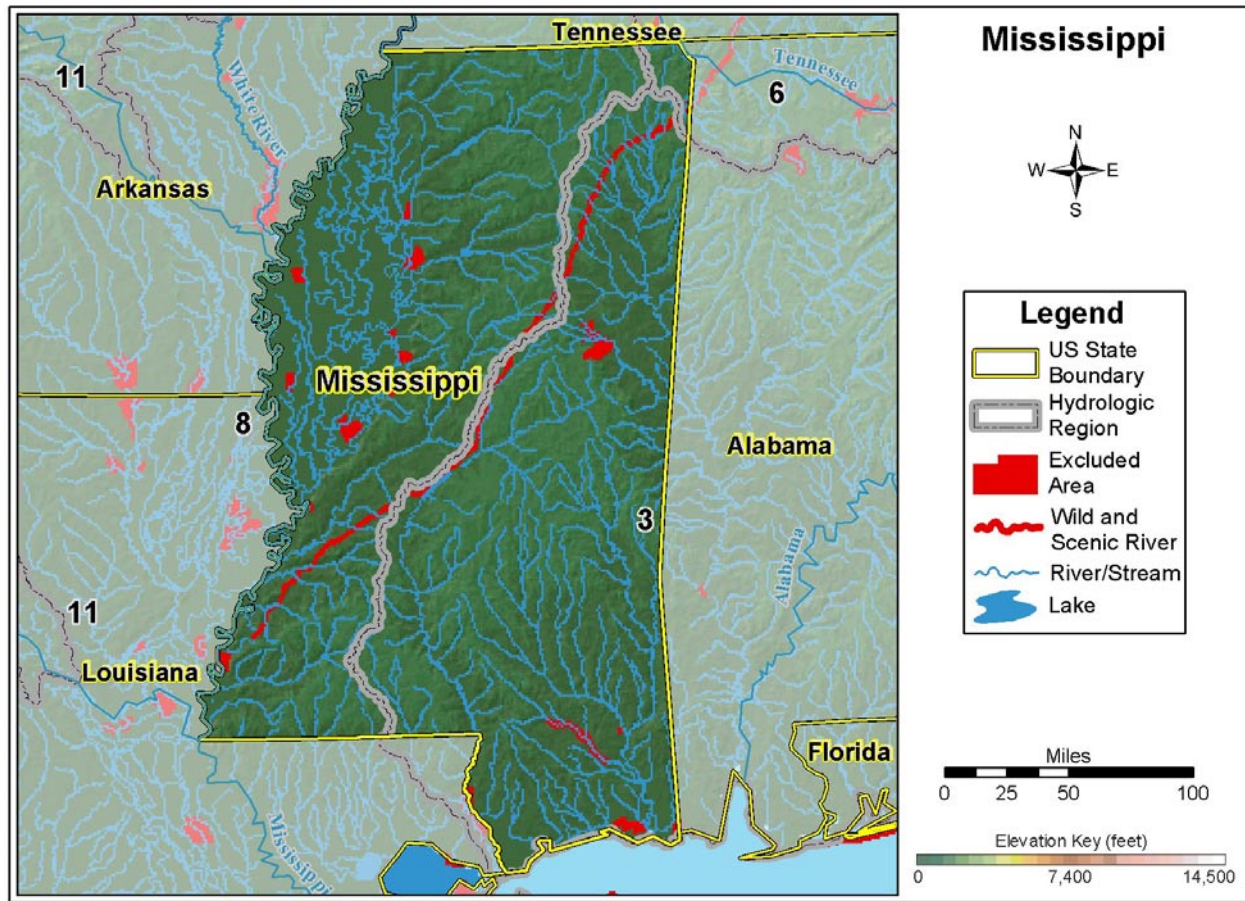 Tennessee
Mississippi
11
White River
Tennessee
6
N
W E
S
Arkansas
Legend
US State
Boundary
Hydrologic
Region
Excluded
Area
Wild and
Scenic River
River/Stream
Lake
Mississippi
8
Alabama
3
Alabama
11
Louisiana
Florida
Mississippi
Miles
0 25 50 100
Elevation Key (feet)
0 7,400 14,500